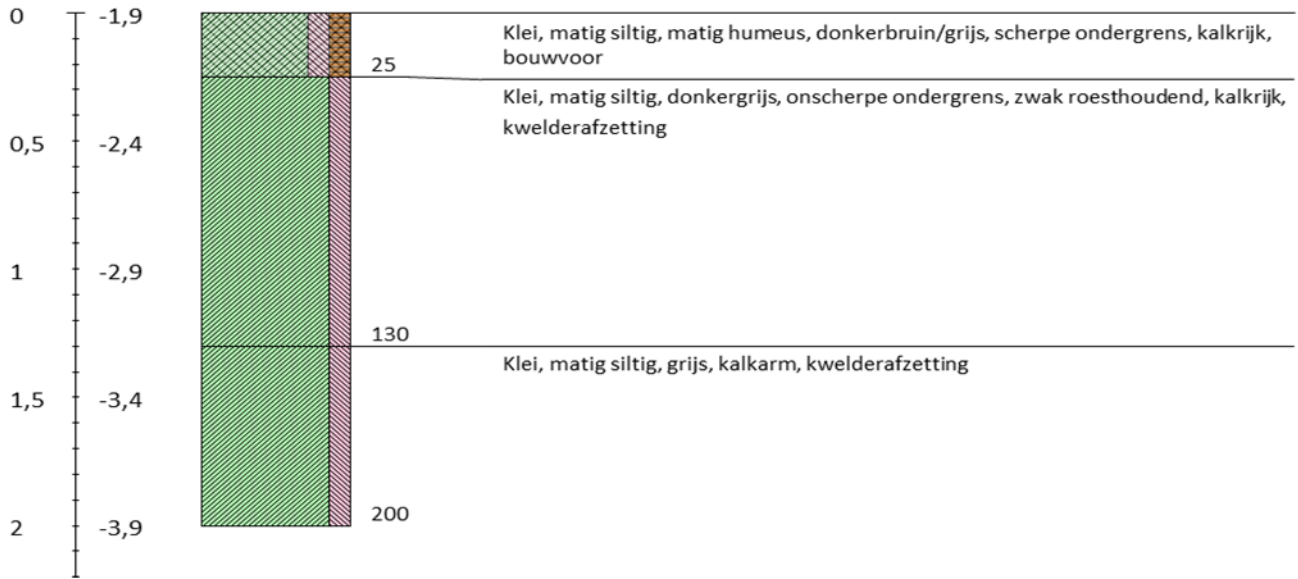 0 -1,9
Klei, matig siltig, matig humeus, donkerbruin/grijs, scherpe ondergrens, kalkrijk,
bouwvoor
25
Klei, matig siltig, donkergrijs, onscherpe ondergrens, zwak roesthoudend, kalkrijk,
kwelderafzetting
0,5 -2,4
1 -2,9
130
Klei, matig siltig, grijs, kalkarm, kwelderafzetting
1,5 -3,4
200
2 -3,9